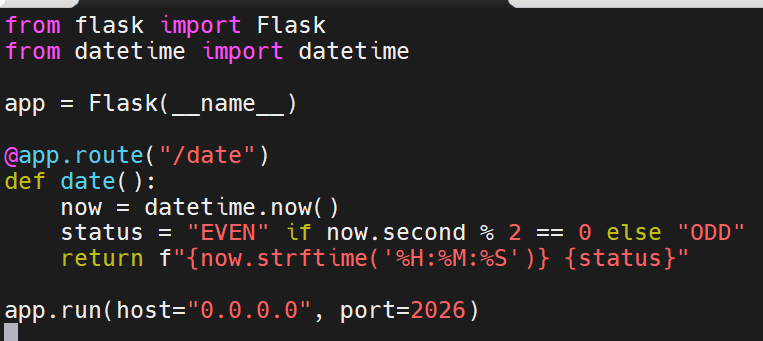 from flask import Flask
from datetime import datetime

app = Flask(__name__)

@app.route("/date")
def date():
    now = datetime.now()
    status = "EVEN" if now.second % 2 == 0 else "ODD"
    return f"{now.strftime('%H:%M:%S')} {status}"

app.run(host="0.0.0.0", port=2026)